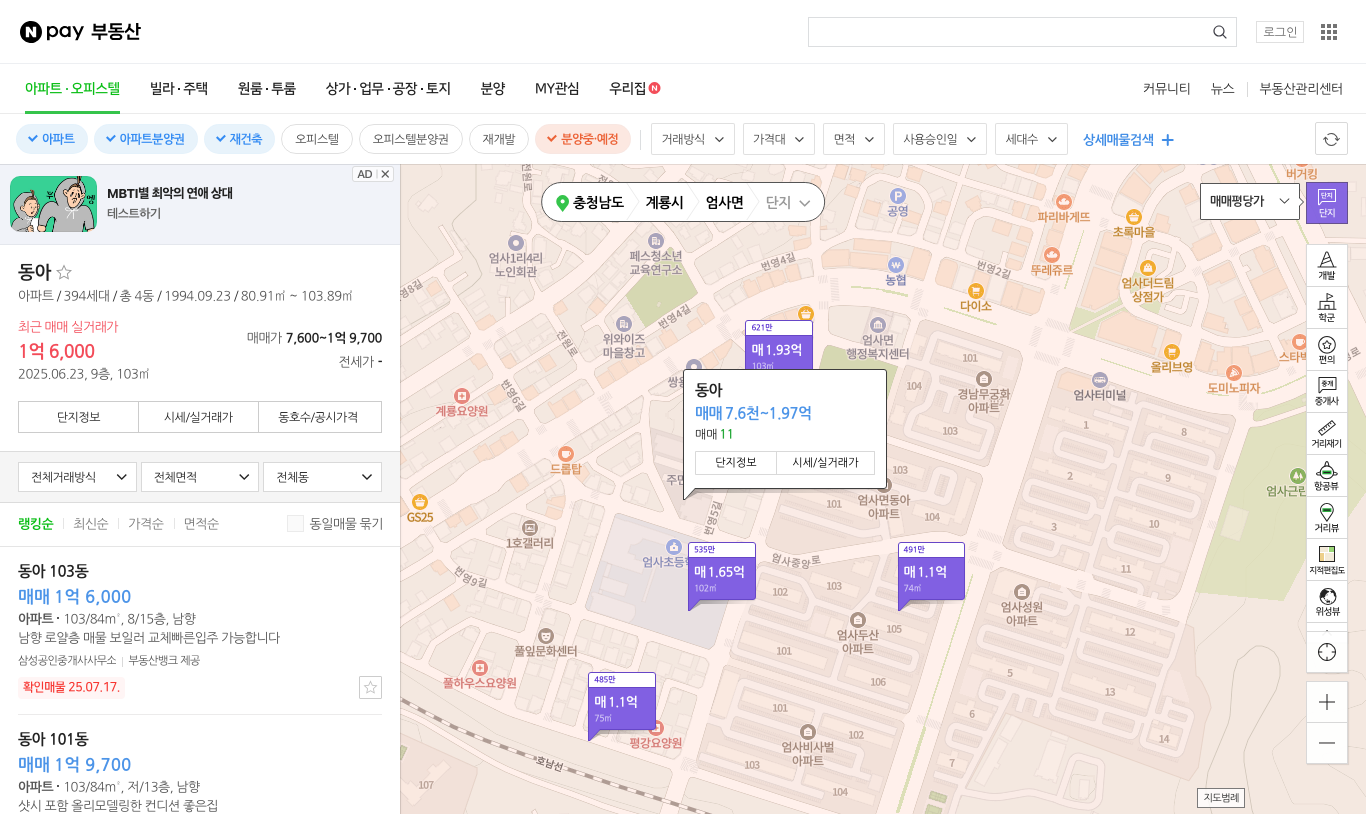 N pay 부동산
로그인
아파트·오피스텔
빌라·주택
원룸·투룸
상가·업무·공장·토지
분양
MY관심
우리집 N
커뮤니티
뉴스
부동산관리센터
아파트
아파트분양권
재건축
오피스텔
오피스텔분양권
재개발
분양중·예정
거래방식
가격대
면적
사용승인일
세대수
상세매물검색
AD
MBTI별 최악의 연애 상대
테스트하기
동아
아파트 / 394세대 / 총 4동 / 1994.09.23 / 80.91㎡ ~ 103.89㎡
최근 매매 실거래가
1억 6,000
2025.06.23, 9층, 103㎡
매매가 7,600~1억 9,700
전세가 -
단지정보
시세/실거래가
동호수/공시가격
전체거래방식
전체면적
전체동
랭킹순
최신순
가격순
면적순
동일매물 묶기
동아 103동
매매 1억 6,000
아파트 · 103/84m², 8/15층, 남향
남향 로얄층 매물 보일러 교체빠른입주 가능합니다
삼성공인중개사사무소
부동산뱅크 제공
확인매물 25.07.17.
동아 101동
매매 1억 9,700
아파트 · 103/84m², 저/13층, 남향
샷시 포함 올리모델링한 컨디션 좋은집
충청남도
계룡시
엄사면
단지
매매평당가
단지
단지
개발
학군
편의
중개
중개사
거리재기
항공뷰
거리뷰
지적편집도
위성뷰
지도범례
버거킹
전원로
공영
파리바게뜨
초록마을
엄사1리4리
노인회관
페스청소년
교육연구소
번영4길
농협
번영2길
뚜레쥬르
엄사더드림
상점가
다이소
번영8길
번영4길
전원로
위와이즈
마을창고
엄사면
행정복지센터
101
올리브영
도미노피자
104
경남무궁화
아파트
102
엄사터미널
계룡요양원
번영6길
103
1
8
드롭탑
2
9
103
엄사면동아
아파트
101
104
3
10
GS25
1호갤러리
번영5길
엄사중앙로
11
번영9길
102
103
엄사성원
아파트
12
엄사두산
아파트
105
풀잎문화센터
101
5
풀하우스요양원
106
13
6
101
102
14
평강요양원
엄사비사벌
아파트
호남선
103
7
107
104
621만
매 1.93억
103㎡
동아
매매 7.6천~1.97억
매매 11
단지정보
시세/실거래가
535만
매 1.65억
102㎡
491만
매 1.1억
74㎡
485만
매 1.1억
75㎡